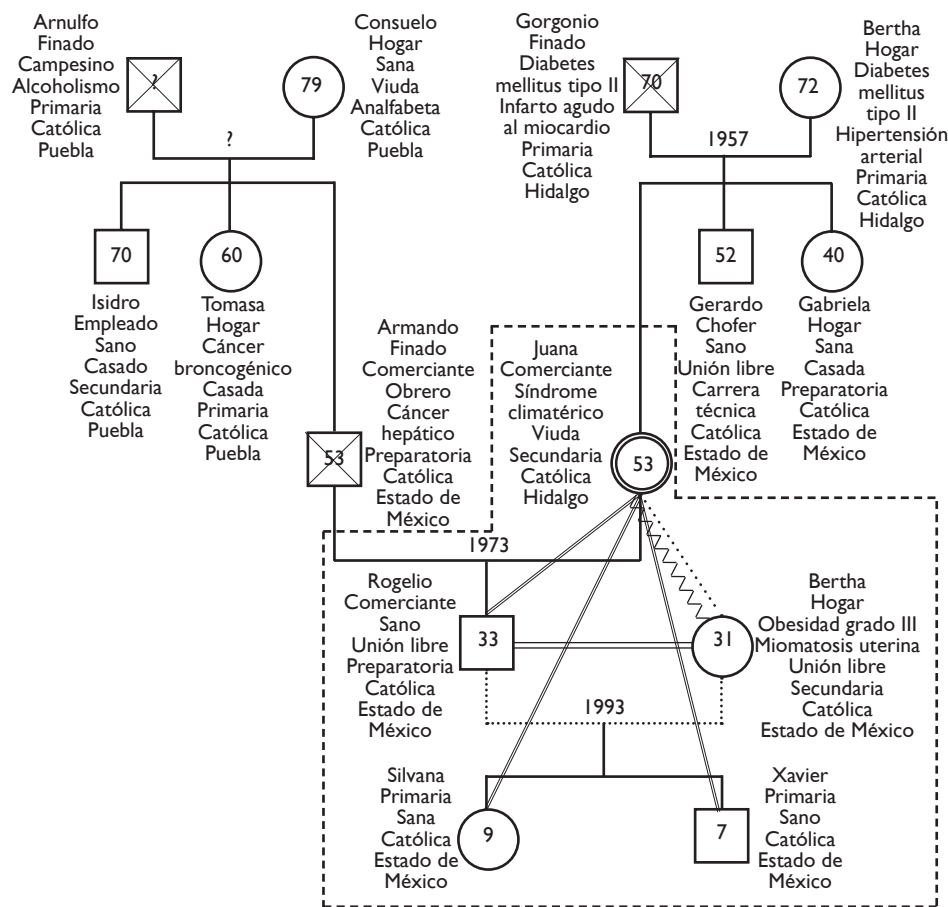 Arnulfo
Finado
Campesino
Alcoholismo
Primaria
Católica
Puebla
?
Consuelo
Hogar
Sana
Viuda
Analfabeta
Católica
Puebla
79
?
Gorgonio
Finado
Diabetes
mellitus tipo II
Infarto agudo
al miocardio
Primaria
Católica
Hidalgo
70
Bertha
Hogar
Diabetes
mellitus
tipo II
Hipertensión
arterial
Primaria
Católica
Hidalgo
72
1957
70
Isidro
Empleado
Sano
Casado
Secundaria
Católica
Puebla
60
Tomasa
Hogar
Cáncer
broncogénico
Casada
Primaria
Católica
Puebla
Armando
Finado
Comerciante
Obrero
Cáncer
hepático
Preparatoria
Católica
Estado de
México
53
Juana
Comerciante
Síndrome
climatérico
Viuda
Secundaria
Católica
Hidalgo
53
52
Gerardo
Chofer
Sano
Unión libre
Carrera
técnica
Católica
Estado de
México
40
Gabriela
Hogar
Sana
Casada
Preparatoria
Católica
Estado de
México
1973
Rogelio
Comerciante
Sano
Unión libre
Preparatoria
Católica
Estado de
México
33
31
Bertha
Hogar
Obesidad grado III
Miomatosis uterina
Unión libre
Secundaria
Católica
Estado de México
1993
Silvana
Primaria
Sana
Católica
Estado de
México
9
7
Xavier
Primaria
Sano
Católica
Estado de
México